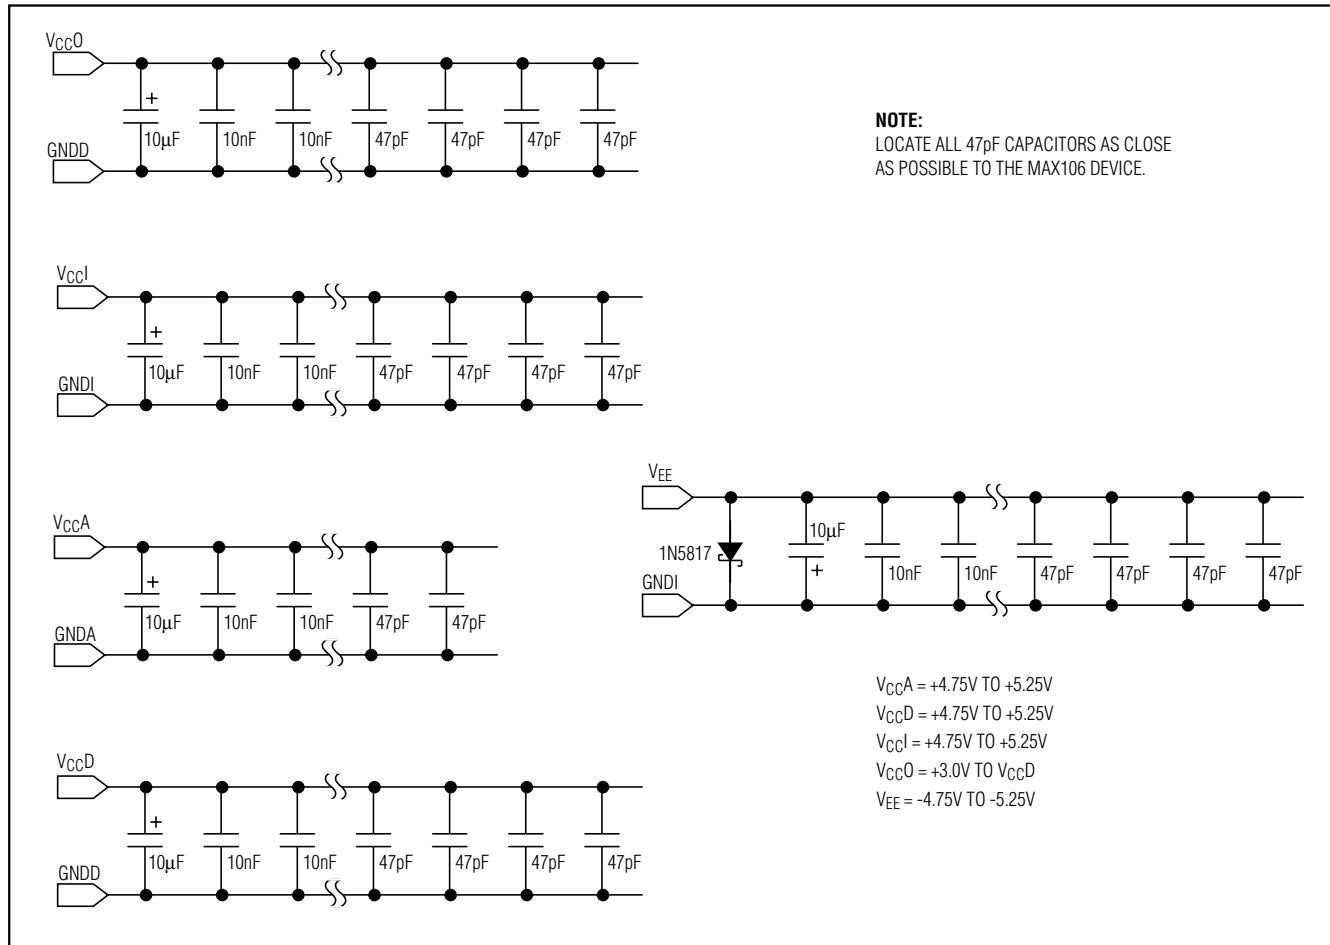 VCCO
+
10μF 10nF 10nF 47pF 47pF 47pF 47pF
GNDD
NOTE:
LOCATE ALL 47pF CAPACITORS AS CLOSE
AS POSSIBLE TO THE MAX106 DEVICE.
VCCI
+
10μF 10nF 10nF 47pF 47pF 47pF 47pF
GNDI
VCCA
+
10μF 10nF 10nF 47pF 47pF
GNDA
VEE
10μF
1N5817
+
10nF 10nF 47pF 47pF 47pF 47pF
GNDI
VCCA = +4.75V TO +5.25V
VCCD = +4.75V TO +5.25V
VCCI = +4.75V TO +5.25V
VCCO = +3.0V TO VCCD
VEE = -4.75V TO -5.25V
VCCD
+
10μF 10nF 10nF 47pF 47pF 47pF 47pF
GNDD